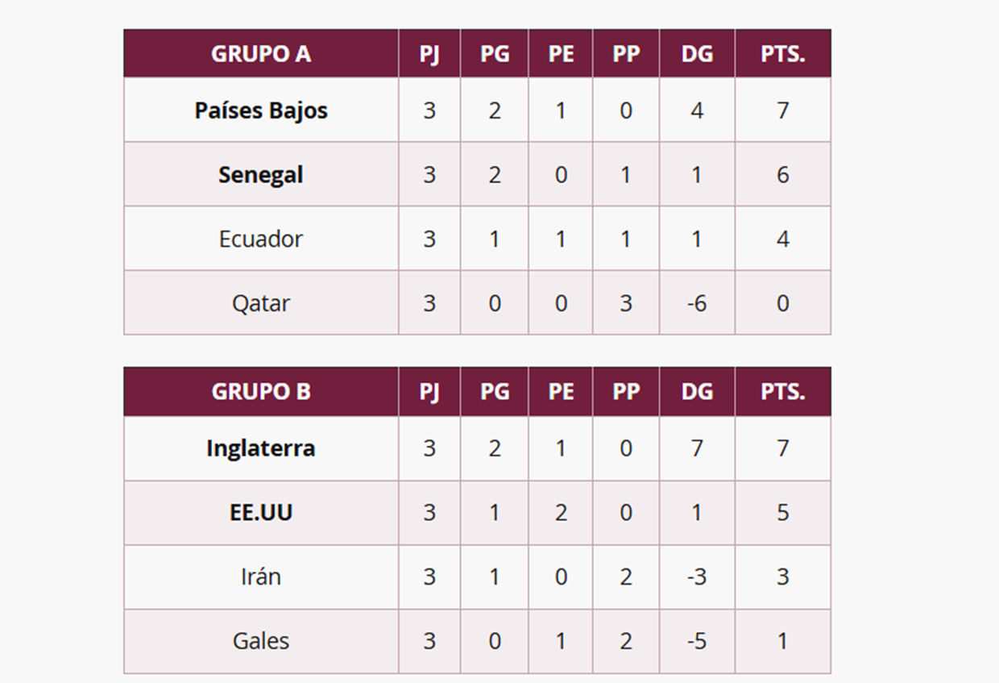 GRUPO A PJ PG PE PP DG PTS.
Países Bajos 3 2 1 0 4 7
Senegal 3 2 0 1 1 6
Ecuador 3 1 1 1 1 4
Qatar 3 0 0 3 -6 0
GRUPO B PJ PG PE PP DG PTS.
Inglaterra 3 2 1 0 7 7
EE.UU 3 1 2 0 1 5
Irán 3 1 0 2 -3 3
Gales 3 0 1 2 -5 1